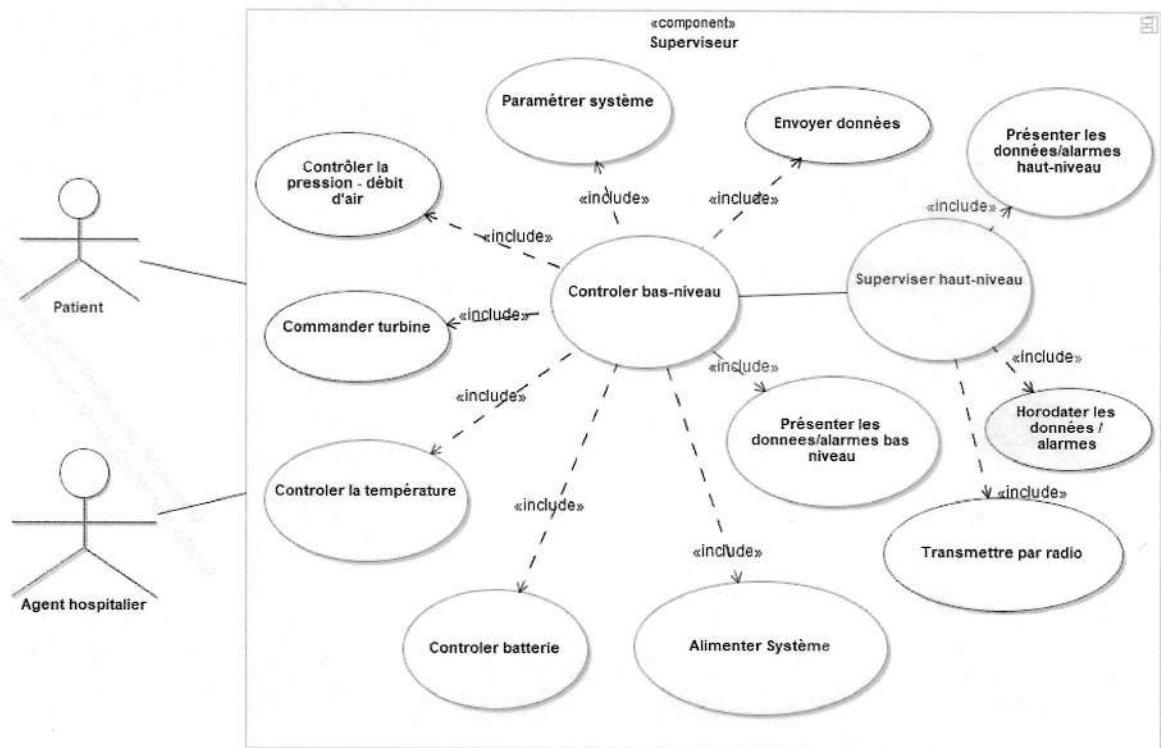 «component»
Superviseur
Paramétrer système
Envoyer données
Présenter les
données/alarmes
haut-niveau
Contrôler la
pression - débit
d'air
«include»
«include»
«include»
«include»
Patient
Controler bas-niveau
Superviser haut-niveau
Commander turbine
«include»
«include»
«include»
«include»
Horodater les
données /
alarmes
Présenter les
donnees/alarmes bas
niveau
Controler la température
«include»
«include»
«include»
Transmettre par radio
Agent hospitalier
Controler batterie
Alimenter Système